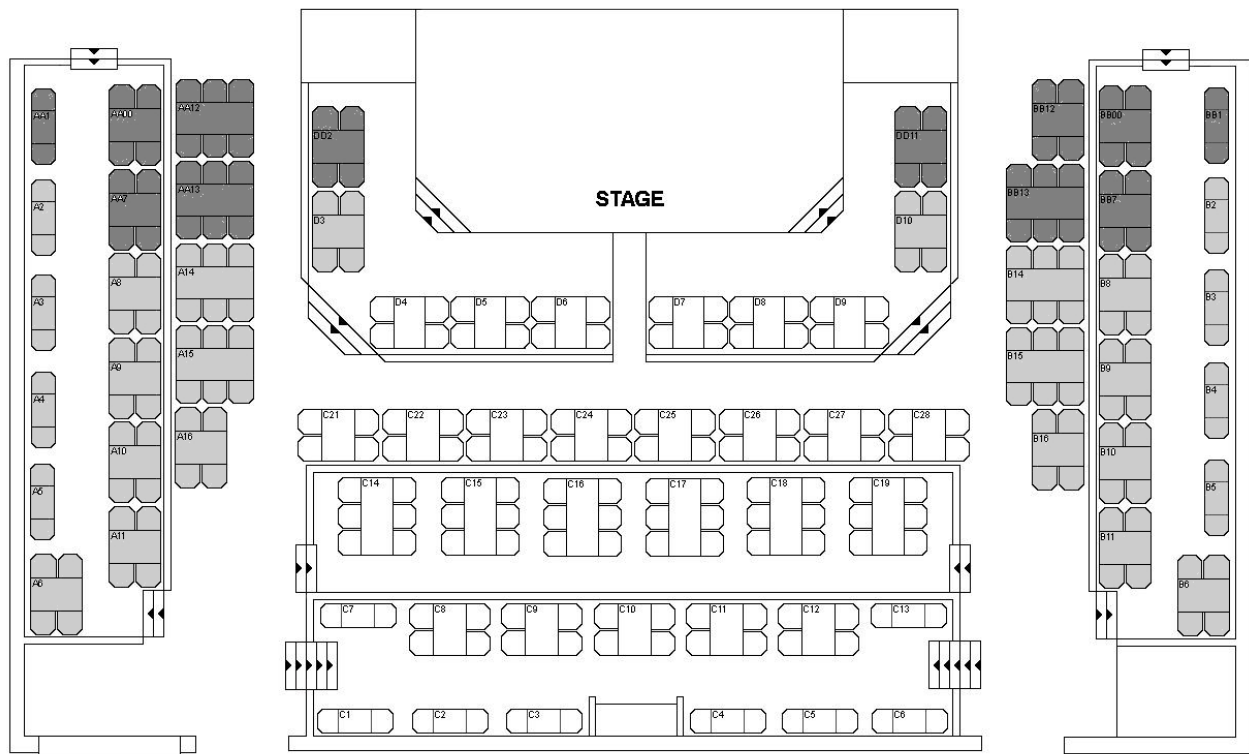 STAGE
AA1
AA00
AA12
DD2
DD11
BB12
BB00
BB1
A2
AA7
AA13
D3
D10
BB13
BB7
B2
A3
A8
A14
D4
D5
D6
D7
D8
D9
B14
B8
B3
A4
A9
A15
B15
B9
B4
A5
A10
A16
C21
C22
C23
C24
C25
C26
C27
C28
B16
B10
B5
A6
A11
C14
C15
C16
C17
C18
C19
B11
B6
C7
C8
C9
C10
C11
C12
C13
C1
C2
C3
C4
C5
C6